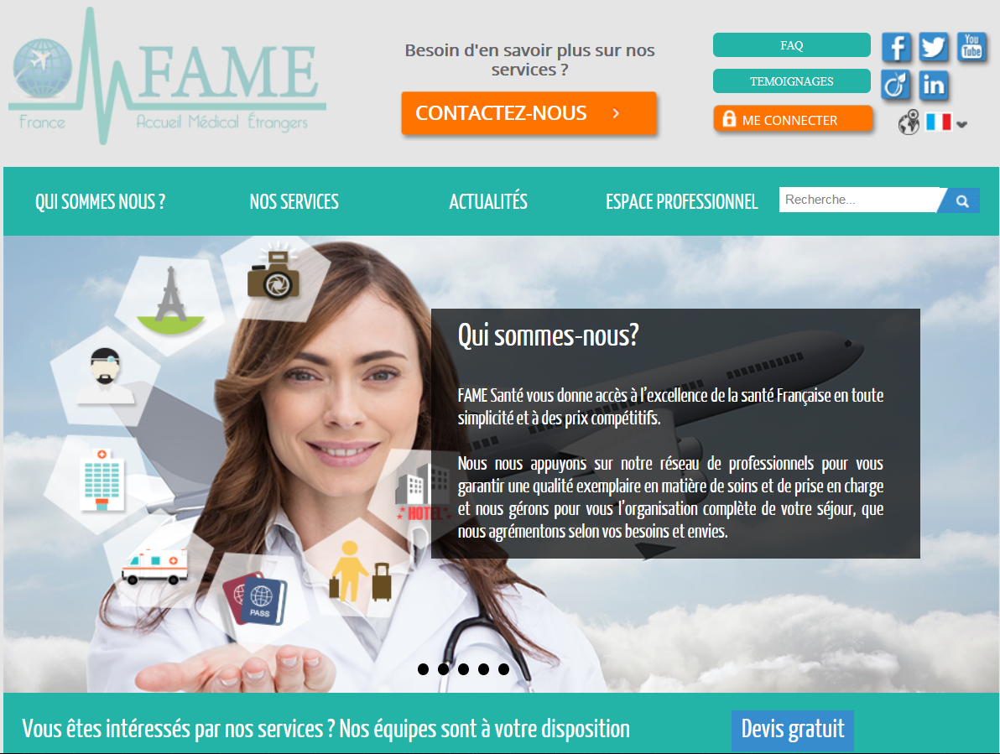 FAME
France
Accueil Médical Étrangers
Besoin d'en savoir plus sur nos
services ?
CONTACTEZ-NOUS
FAQ
TEMOIGNAGES
ME CONNECTER
f
You
Tube
in
QUI SOMMES NOUS ?
NOS SERVICES
ACTUALITÉS
ESPACE PROFESSIONNEL
Recherche...
Qui sommes-nous?
FAME Santé vous donne accès à l'excellence de la santé Française en toute
simplicité et à des prix compétitifs.
Nous nous appuyons sur notre réseau de professionnels pour vous
garantir une qualité exemplaire en matière de soins et de prise en charge
et nous gérons pour vous l'organisation complète de votre séjour, que
nous agrémentons selon vos besoins et envies.
HOTEL
PASS
Vous êtes intéressés par nos services ? Nos équipes sont à votre disposition
Devis gratuit